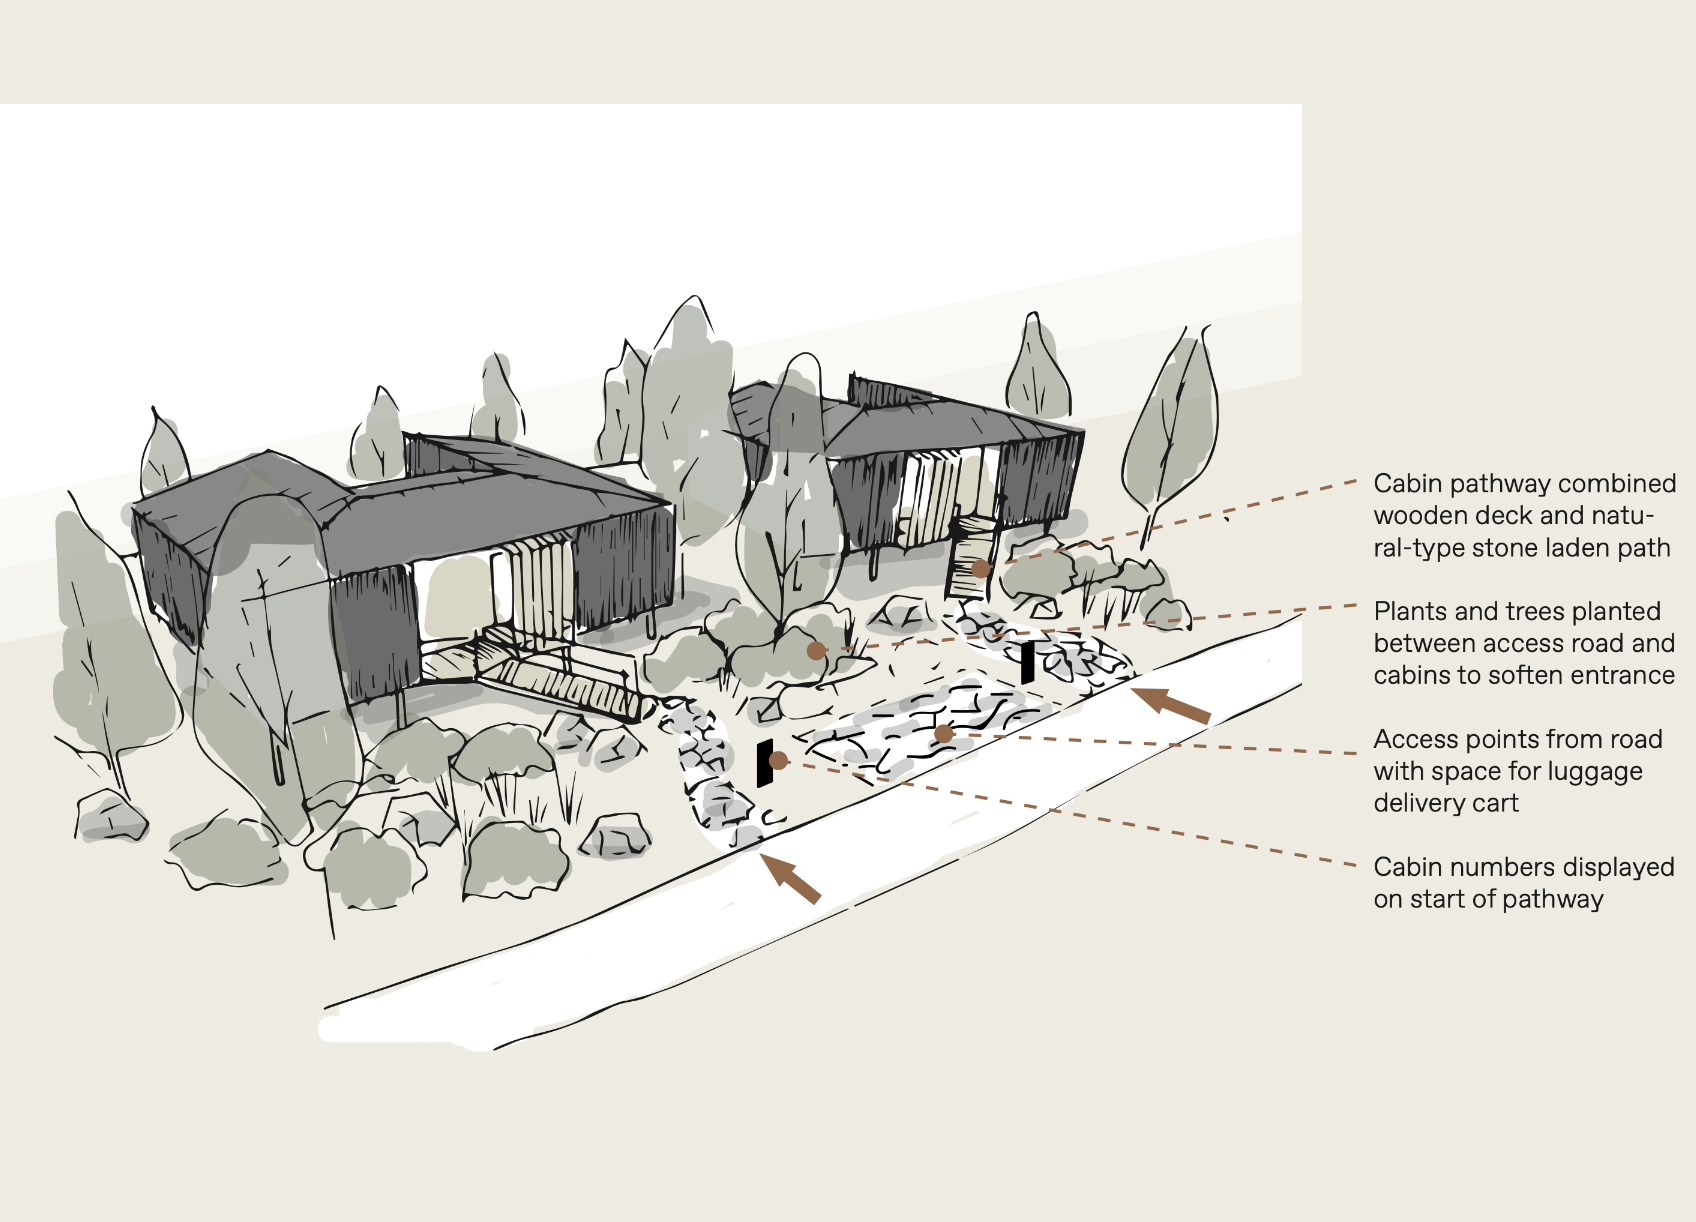 Cabin pathway combined
wooden deck and natu-
ral-type stone laden path
Plants and trees planted
between access road and
cabins to soften entrance
Access points from road
with space for luggage
delivery cart
Cabin numbers displayed
on start of pathway